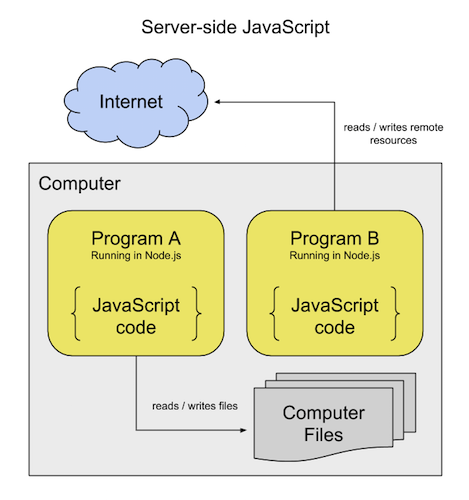 Server-side JavaScript
Internet
reads / writes remote
resources
Computer
Program A
Running in Node.js
JavaScript
code
Program B
Running in Node.js
JavaScript
code
reads / writes files
Computer
Files